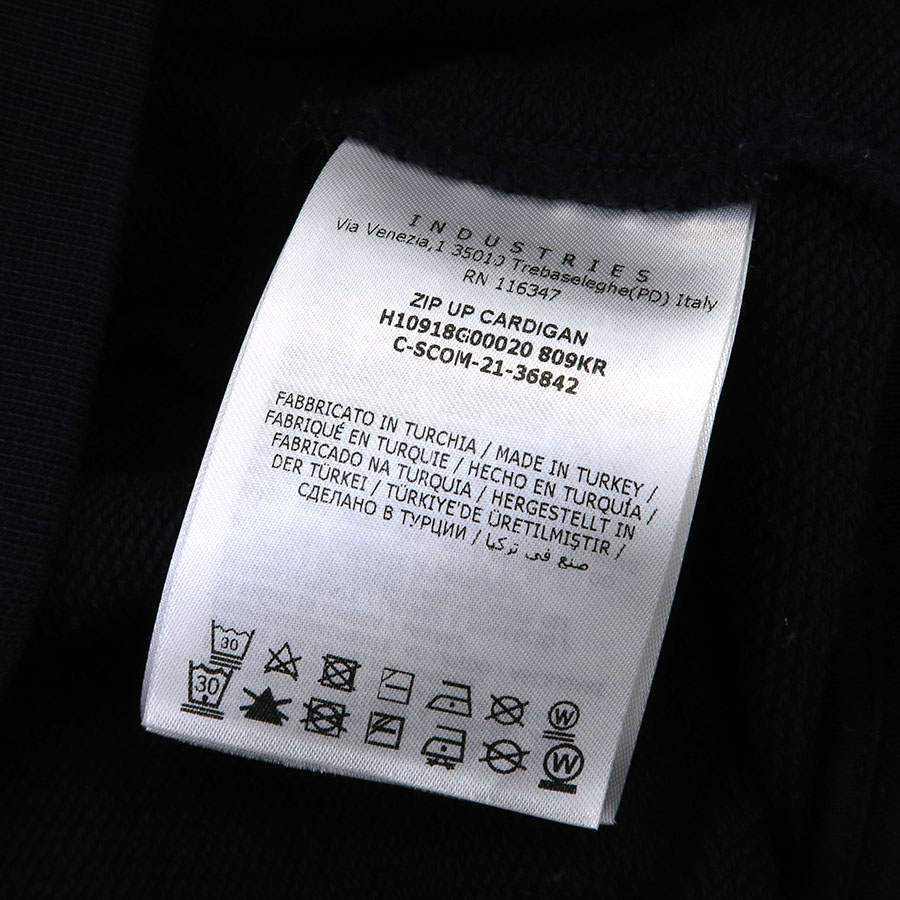 INDUSTRIES
Via Venezia,1 35010 Trebaseleghe(PD) Italy
RN 116347
ZIP UP CARDIGAN
H10918G00020 809KR
C-SCOM-21-36842
FABBRICATO IN TURCHIA / MADE IN TURKEY /
FABRIQUÉ EN TURQUIE / HECHO EN TURQUÍA /
FABRICADO NA TURQUIA / HERGESTELLT IN
DER TÜRKEI / TÜRKİYE'DE ÜRETILMIŞTIR /
СДЕЛАНО В ТУРЦИИ / صنع في تركيا
30 W
30 W